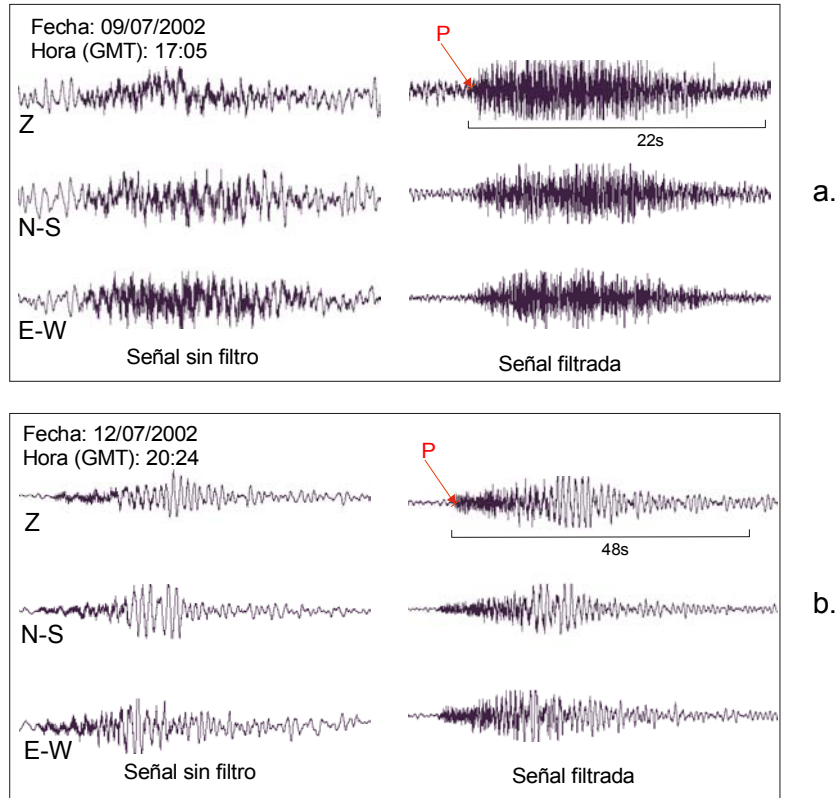 Fecha: 09/07/2002
Hora (GMT): 17:05
P
Z
22s
a.
N-S
E-W
Señal sin filtro
Señal filtrada
Fecha: 12/07/2002
Hora (GMT): 20:24
P
Z
48s
b.
N-S
E-W
Señal sin filtro
Señal filtrada